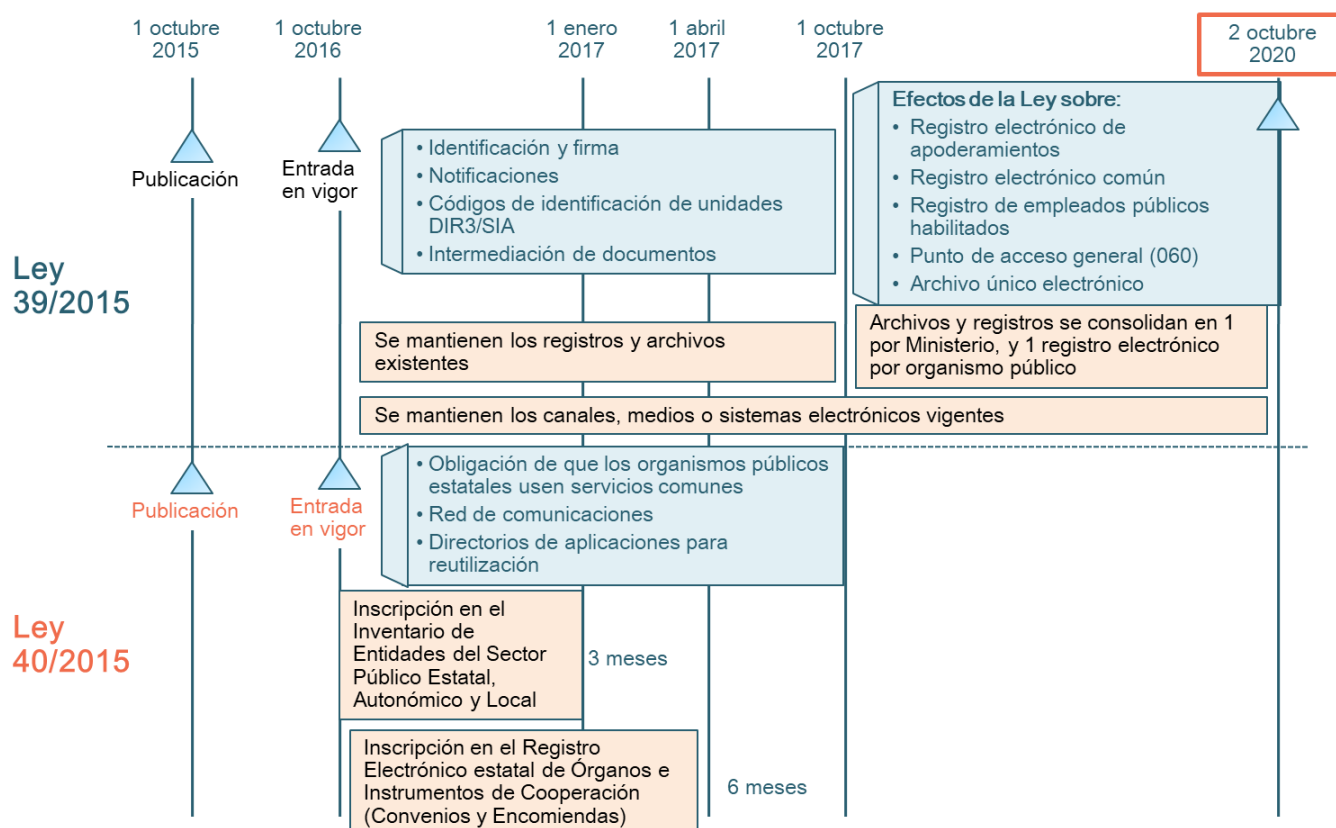 1 octubre
2015
1 octubre
2016
1 enero
2017
1 abril
2017
1 octubre
2017
2 octubre
2020
Ley
39/2015
Publicación
Entrada
en vigor
• Identificación y firma
• Notificaciones
• Códigos de identificación de unidades
DIR3/SIA
• Intermediación de documentos
Efectos de la Ley sobre:
• Registro electrónico de
apoderamientos
• Registro electrónico común
• Registro de empleados públicos
habilitados
• Punto de acceso general (060)
• Archivo único electrónico
Se mantienen los registros y archivos
existentes
Archivos y registros se consolidan en 1
por Ministerio, y 1 registro electrónico
por organismo público
Se mantienen los canales, medios o sistemas electrónicos vigentes
Ley
40/2015
Publicación
Entrada
en vigor
• Obligación de que los organismos públicos
estatales usen servicios comunes
• Red de comunicaciones
• Directorios de aplicaciones para
reutilización
Inscripción en el
Inventario de
Entidades del Sector
Público Estatal,
Autonómico y Local
3 meses
Inscripción en el Registro
Electrónico estatal de Órganos e
Instrumentos de Cooperación
(Convenios y Encomiendas)
6 meses